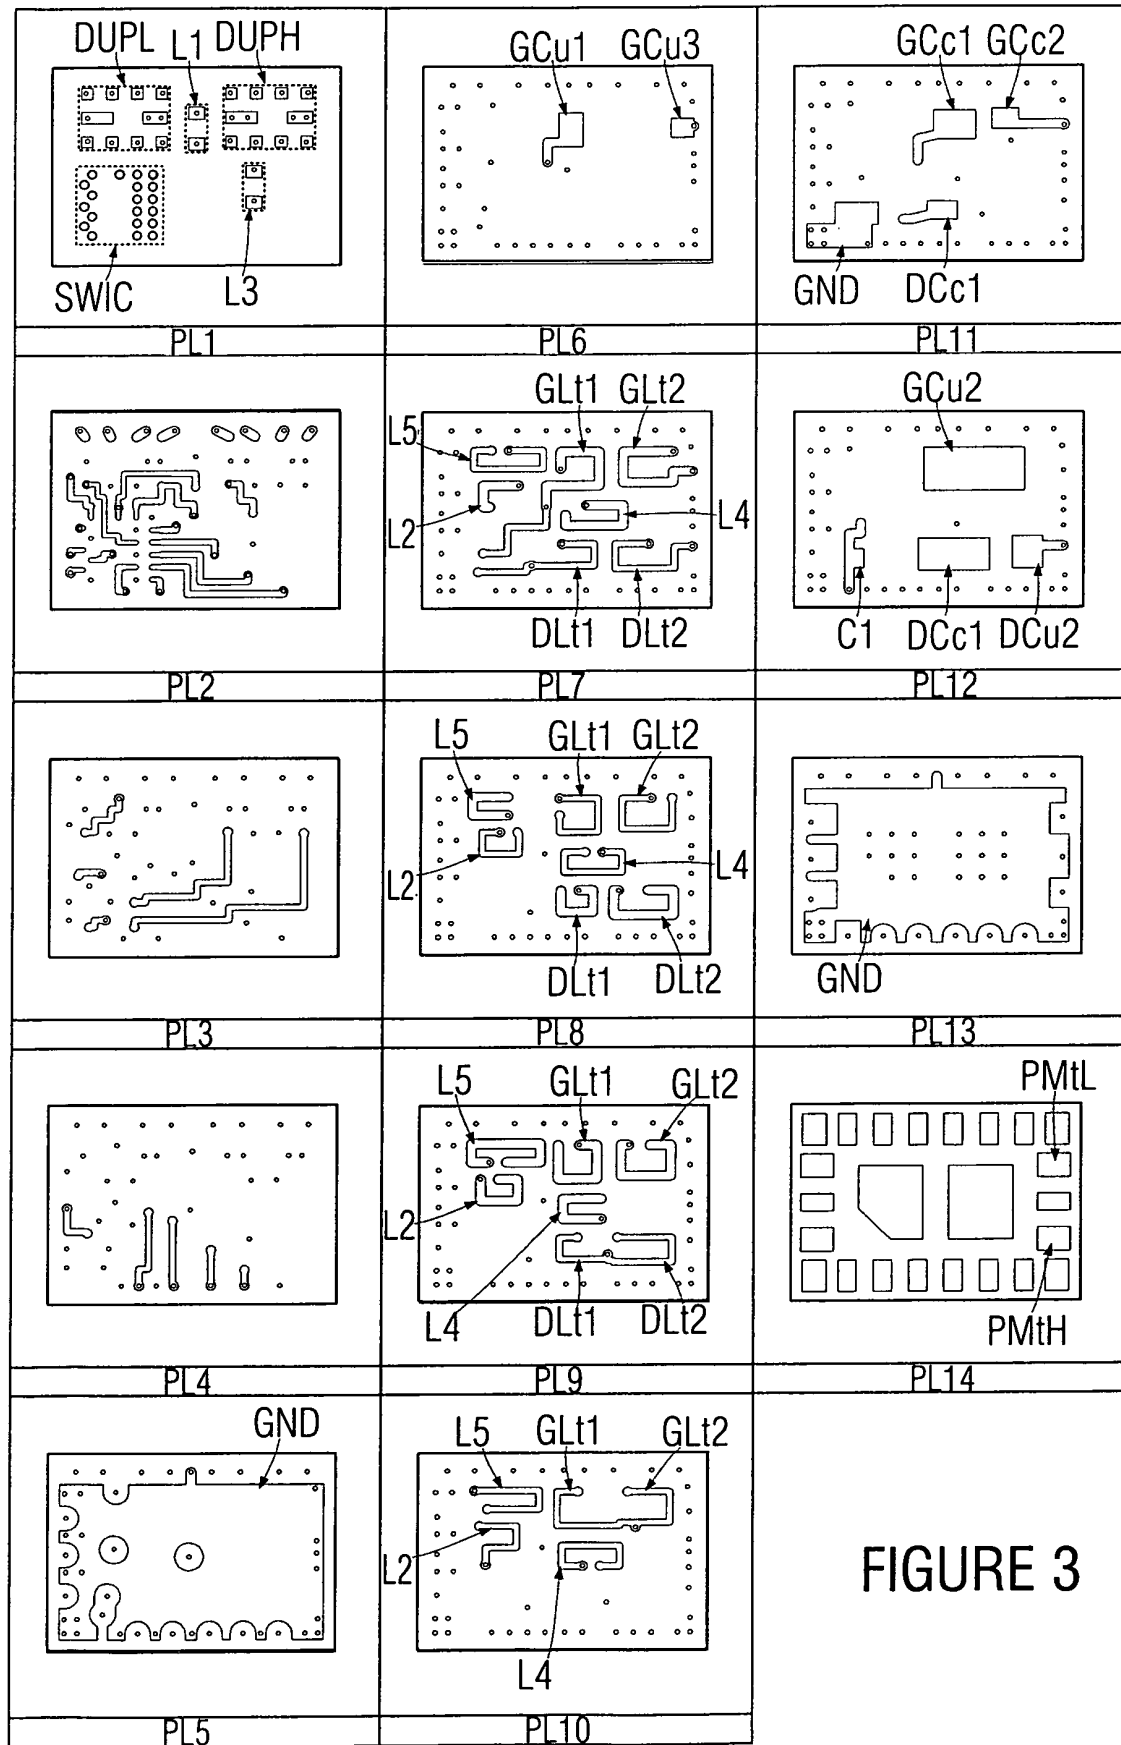 DUPL L1 DUPH
SWIC
L3
PL1
GCu1 GCu3
PL6
GCc1 GCc2
GND
DCc1
PL11
PL2
GLt1 GLt2
L5
L2
L4
DLt1 DLt2
PL7
GCu2
C1 DCc1 DCu2
PL12
PL3
L5 GLt1 GLt2
L2
L4
DLt1 DLt2
PL8
GND
PL13
PL4
L5 GLt1 GLt2
L2
L4 DLt1 DLt2
PL9
PMtL
PMtH
PL14
GND
PL5
L5 GLt1 GLt2
L2
L4
PL10
FIGURE 3